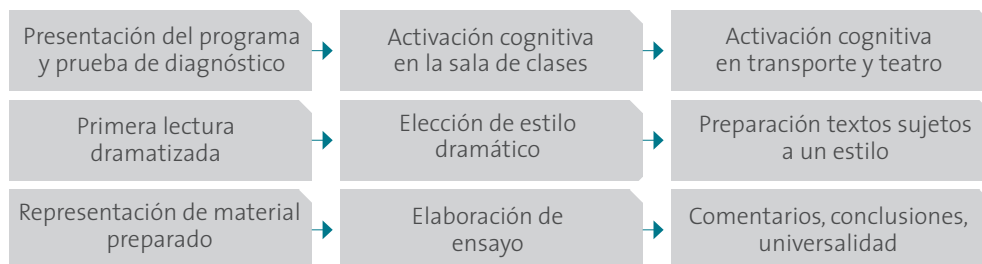 Presentación del programa
y prueba de diagnóstico
Activación cognitiva
en la sala de clases
Activación cognitiva
en transporte y teatro
Primera lectura
dramatizada
Elección de estilo
dramático
Preparación textos sujetos
a un estilo
Representación de material
preparado
Elaboración de
ensayo
Comentarios, conclusiones,
universalidad